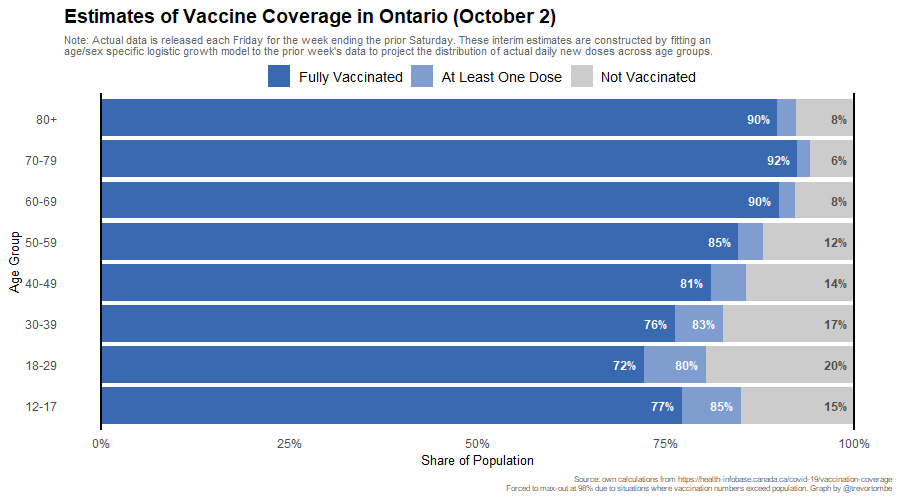 Estimates of Vaccine Coverage in Ontario (October 2)
Note: Actual data is released each Friday for the week ending the prior Saturday. These interim estimates are constructed by fitting an
age/sex specific logistic growth model to the prior week's data to project the distribution of actual daily new doses across age groups.
Fully Vaccinated At Least One Dose Not Vaccinated
Age Group
80+ 90% 8%
70-79 92% 6%
60-69 90% 8%
50-59 85% 12%
40-49 81% 14%
30-39 76% 83% 17%
18-29 72% 80% 20%
12-17 77% 85% 15%
0% 25% 50% 75% 100%
Share of Population
Source: own calculations from https://health-infobase.canada.ca/covid-19/vaccination-coverage
Forced to max-out at 98% due to situations where vaccination numbers exceed population. Graph by @trevortombe